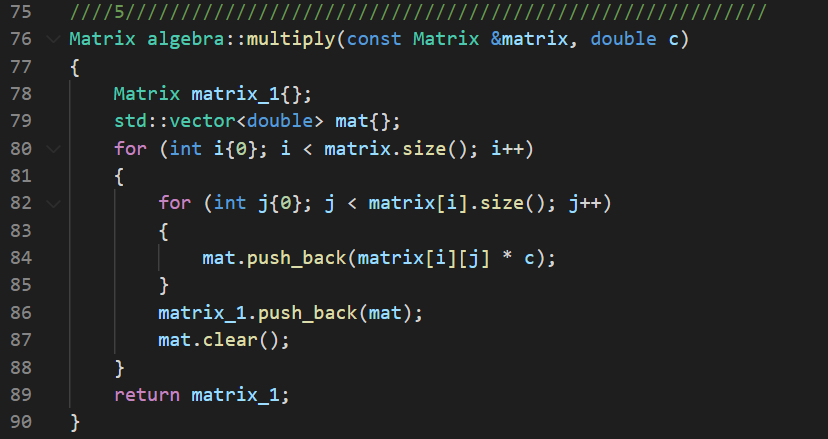 75 ////5//////////////////////////////////////////////////////////
76 Matrix algebra::multiply(const Matrix &matrix, double c)
77 {
78     Matrix matrix_1{};
79     std::vector<double> mat{};
80     for (int i{0}; i < matrix.size(); i++)
81     {
82         for (int j{0}; j < matrix[i].size(); j++)
83         {
84             mat.push_back(matrix[i][j] * c);
85         }
86         matrix_1.push_back(mat);
87         mat.clear();
88     }
89     return matrix_1;
90 }